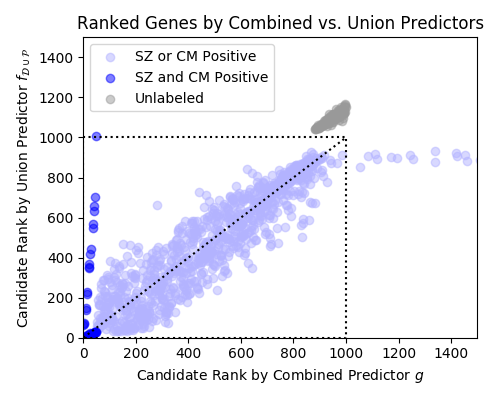 Ranked Genes by Combined vs. Union Predictors
SZ or CM Positive
SZ and CM Positive
Unlabeled
Candidate Rank by Union Predictor f_{𝒟∪𝒫}
1400
1200
1000
800
600
400
200
0
0 200 400 600 800 1000 1200 1400
Candidate Rank by Combined Predictor g